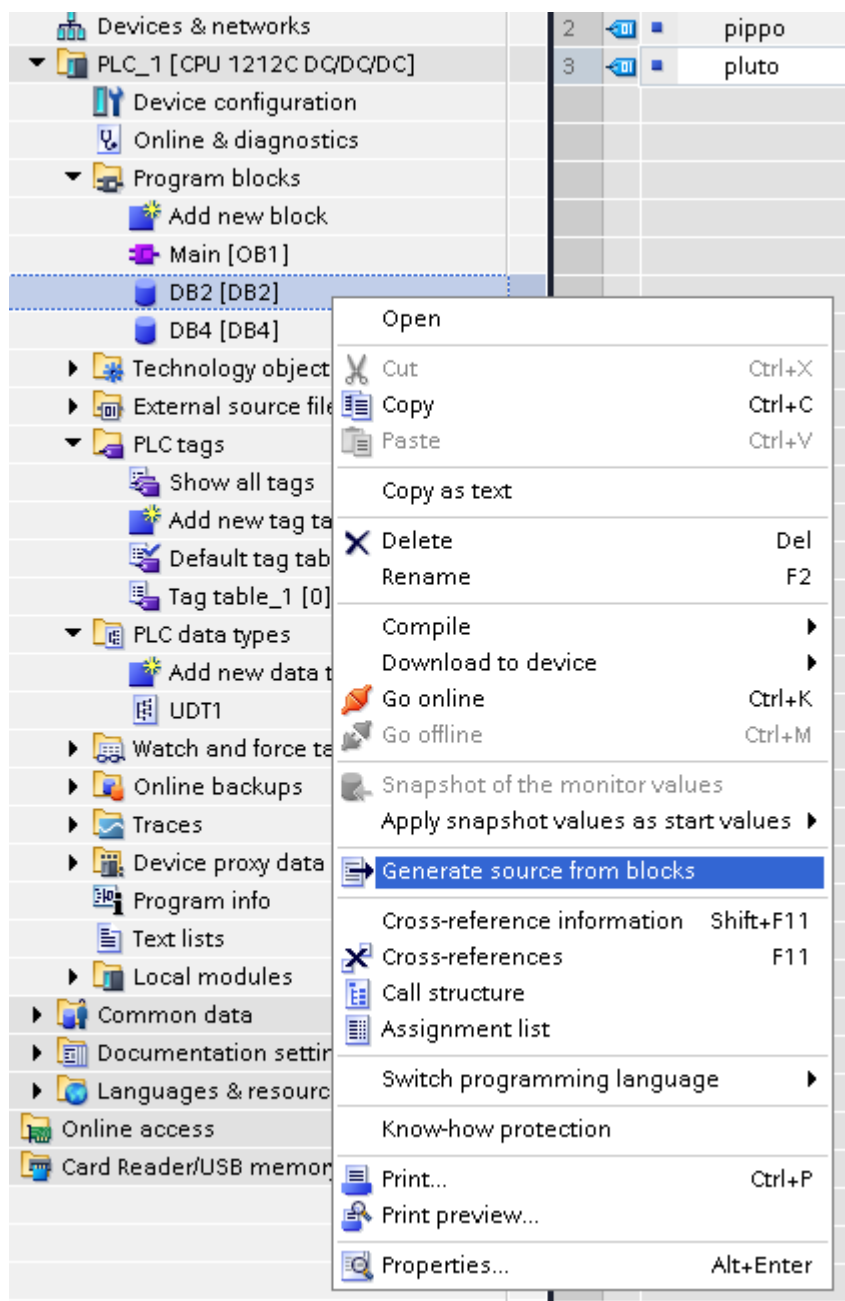 Devices & networks
PLC_1 [CPU 1212C DC/DC/DC]
Device configuration
Online & diagnostics
Program blocks
Add new block
Main [OB1]
DB2 [DB2]
DB4 [DB4]
Technology object
External source file
PLC tags
Show all tags
Add new tag ta
Default tag tab
Tag table_1 [0]
PLC data types
Add new data t
UDT1
Watch and force ta
Online backups
Traces
Device proxy data
Program info
Text lists
Local modules
Common data
Documentation settin
Languages & resourc
Online access
Card Reader/USB memory
2 pippo
3 pluto
Open
Cut Ctrl+X
Copy Ctrl+C
Paste Ctrl+V
Copy as text
Delete Del
Rename F2
Compile
Download to device
Go online Ctrl+K
Go offline Ctrl+M
Snapshot of the monitor values
Apply snapshot values as start values
Generate source from blocks
Cross-reference information Shift+F11
Cross-references F11
Call structure
Assignment list
Switch programming language
Know-how protection
Print... Ctrl+P
Print preview...
Properties... Alt+Enter